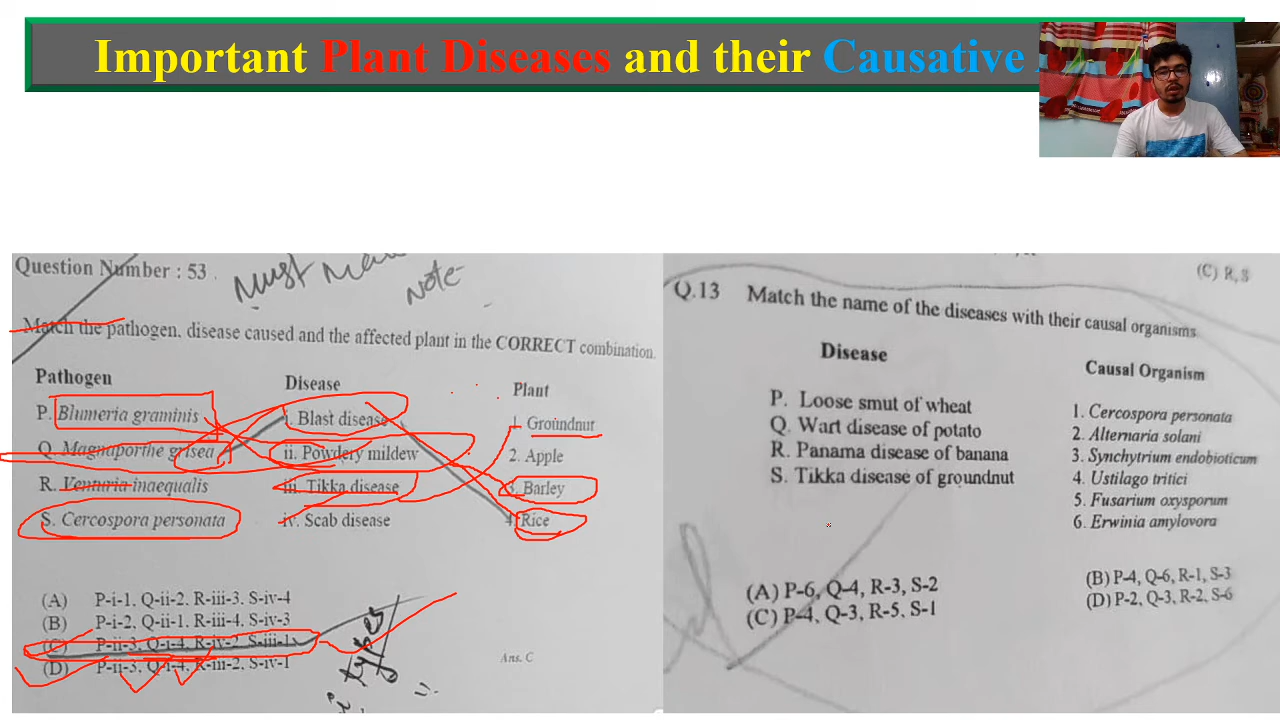 Important Plant Diseases and their Causative
Question Number : 53
Must
Note
Match the pathogen, disease caused and the affected plant in the CORRECT combination.
Pathogen Disease Plant
P. Blumeria graminis i. Blast disease 1. Groundnut
Q. Magnaporthe grisea ii. Powdery mildew 2. Apple
R. Venturia inaequalis iii. Tikka disease 3. Barley
S. Cercospora personata iv. Scab disease 4. Rice
(A) P-i-1, Q-ii-2, R-iii-3, S-iv-4
(B) P-i-2, Q-ii-1, R-iii-4, S-iv-3
(C) P-ii-3, Q-i-4, R-iv-2, S-iii-1
(D) P-ii-3, Q-i-4, R-iii-2, S-iv-1
Ans. C
(C) R, S
Q.13 Match the name of the diseases with their causal organisms
Disease Causal Organism
P. Loose smut of wheat 1. Cercospora personata
Q. Wart disease of potato 2. Alternaria solani
R. Panama disease of banana 3. Synchytrium endobioticum
S. Tikka disease of groundnut 4. Ustilago tritici
5. Fusarium oxysporum
6. Erwinia amylovora
(A) P-6, Q-4, R-3, S-2 (B) P-4, Q-6, R-1, S-3
(C) P-4, Q-3, R-5, S-1 (D) P-2, Q-3, R-2, S-6